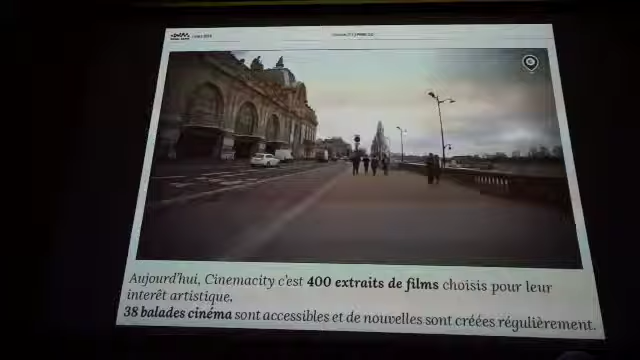 Aujourd'hui, Cinemacity c'est 400 extraits de films choisis pour leur
interêt artistique.
38 balades cinéma sont accessibles et de nouvelles sont créées régulièrement.